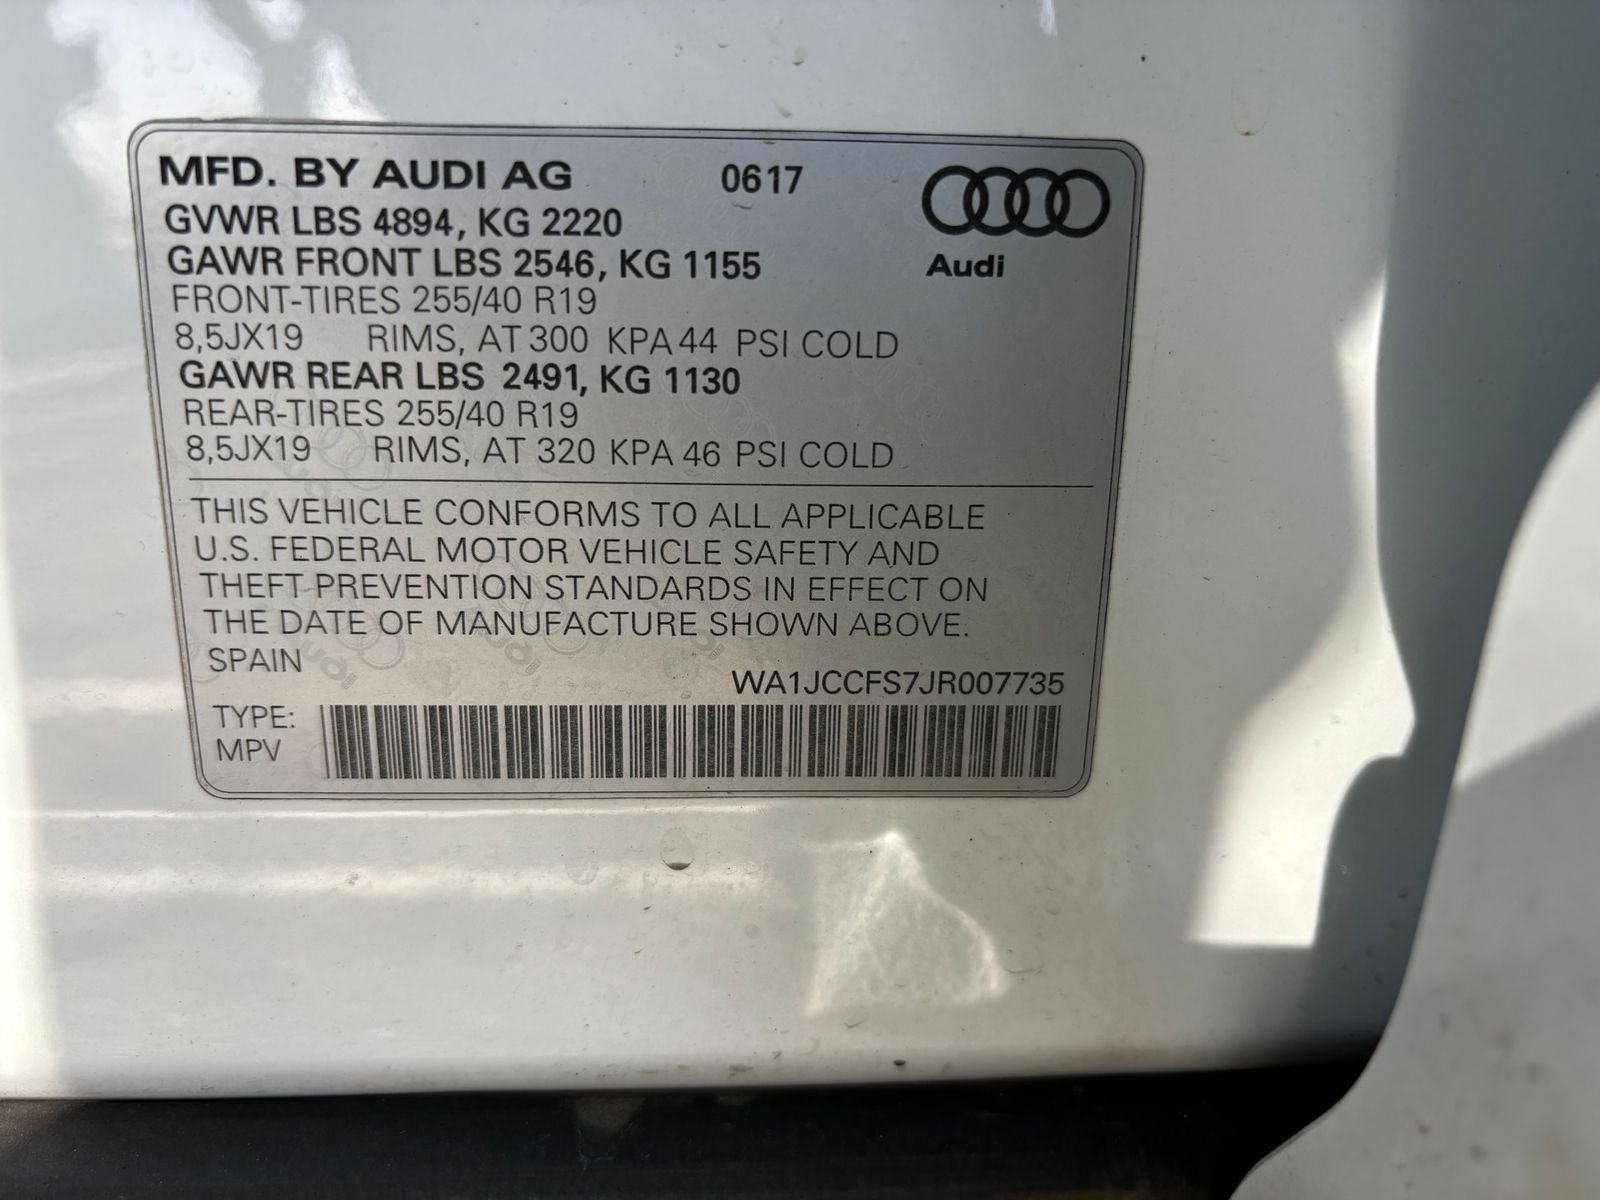 MFD. BY AUDI AG 0617
GVWR LBS 4894, KG 2220
GAWR FRONT LBS 2546, KG 1155
Audi
FRONT-TIRES 255/40 R19
8,5JX19 RIMS, AT 300 KPA 44 PSI COLD
GAWR REAR LBS 2491, KG 1130
REAR-TIRES 255/40 R19
8,5JX19 RIMS, AT 320 KPA 46 PSI COLD
THIS VEHICLE CONFORMS TO ALL APPLICABLE
U.S. FEDERAL MOTOR VEHICLE SAFETY AND
THEFT PREVENTION STANDARDS IN EFFECT ON
THE DATE OF MANUFACTURE SHOWN ABOVE.
SPAIN
WA1JCCFS7JR007735
TYPE:
MPV